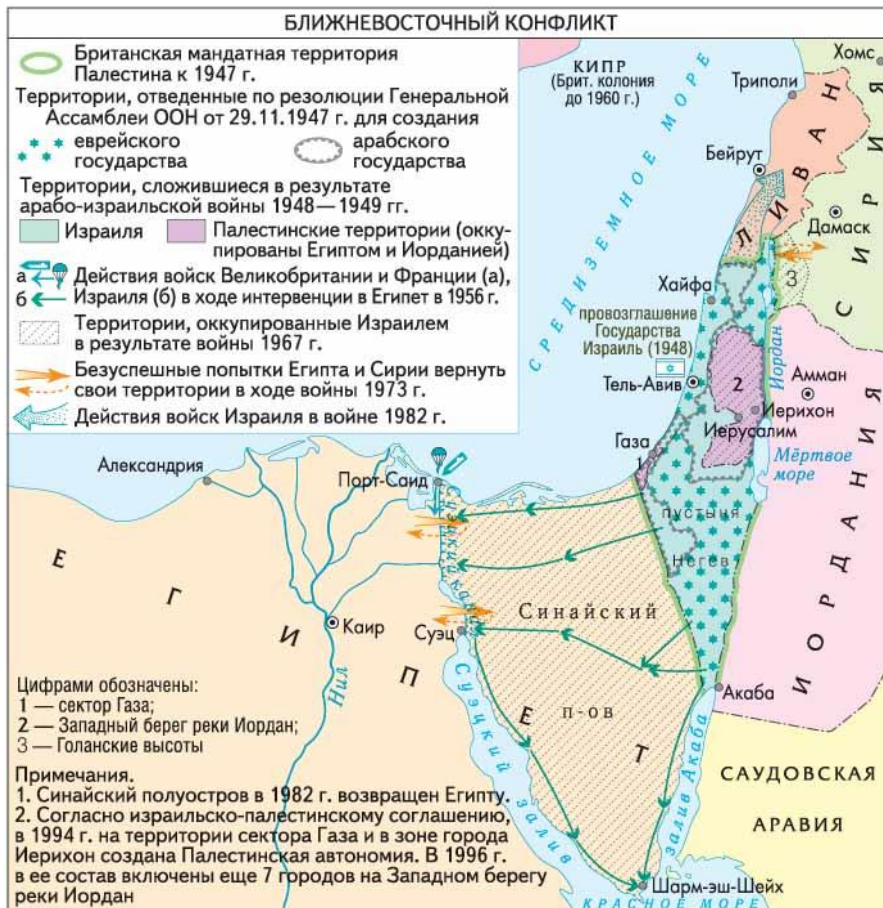 БЛИЖНЕВОСТОЧНЫЙ КОНФЛИКТ
Британская мандатная территория
Палестина к 1947 г.
Территории, отведенные по резолюции Генеральной
Ассамблеи ООН от 29.11.1947 г. для создания
еврейского
государства
арабского
государства
Территории, сложившиеся в результате
арабо-израильской войны 1948—1949 гг.
Израиля
Палестинские территории (окку-
пированы Египтом и Иорданией)
а
Действия войск Великобритании и Франции (а),
б
Израиля (б) в ходе интервенции в Египет в 1956 г.
Территории, оккупированные Израилем
в результате войны 1967 г.
Безуспешные попытки Египта и Сирии вернуть
свои территории в ходе войны 1973 г.
Действия войск Израиля в войне 1982 г.
КИПР
(Брит. колония
до 1960 г.)
СРЕДИЗЕМНОЕ МОРЕ
Хомс
Триполи
Бейрут
ЛИВАН
Дамаск
СИРИЯ
3
Хайфа
провозглашение
Государства
Израиль (1948)
Тель-Авив
2
Иордан
Амман
Иерихон
Иерусалим
Газа
1
Мёртвое
море
ИОРДАНИЯ
Александрия
Порт-Саид
Суэцкий канал
пустыня
Негев
Синайский
п-ов
ЕГИПЕТ
Каир
Суэц
Нил
Суэцкий залив
залив Акаба
Акаба
САУДОВСКАЯ
АРАВИЯ
Шарм-эш-Шейх
КРАСНОЕ МОРЕ
Цифрами обозначены:
1 — сектор Газа;
2 — Западный берег реки Иордан;
3 — Голанские высоты
Примечания.
1. Синайский полуостров в 1982 г. возвращен Египту.
2. Согласно израильско-палестинскому соглашению,
в 1994 г. на территории сектора Газа и в зоне города
Иерихон создана Палестинская автономия. В 1996 г.
в ее состав включены еще 7 городов на Западном берегу
реки Иордан